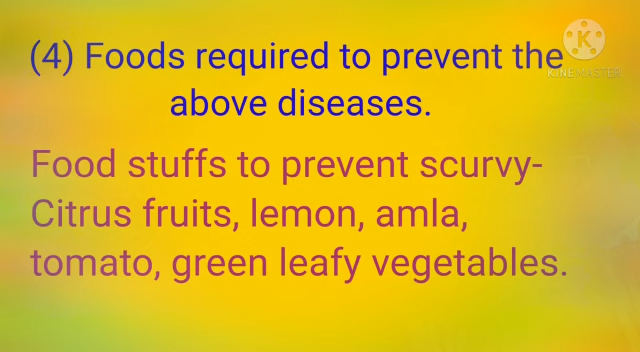 (4) Foods required to prevent the
above diseases.
Food stuffs to prevent scurvy-
Citrus fruits, lemon, amla,
tomato, green leafy vegetables.
K
KINEMASTER